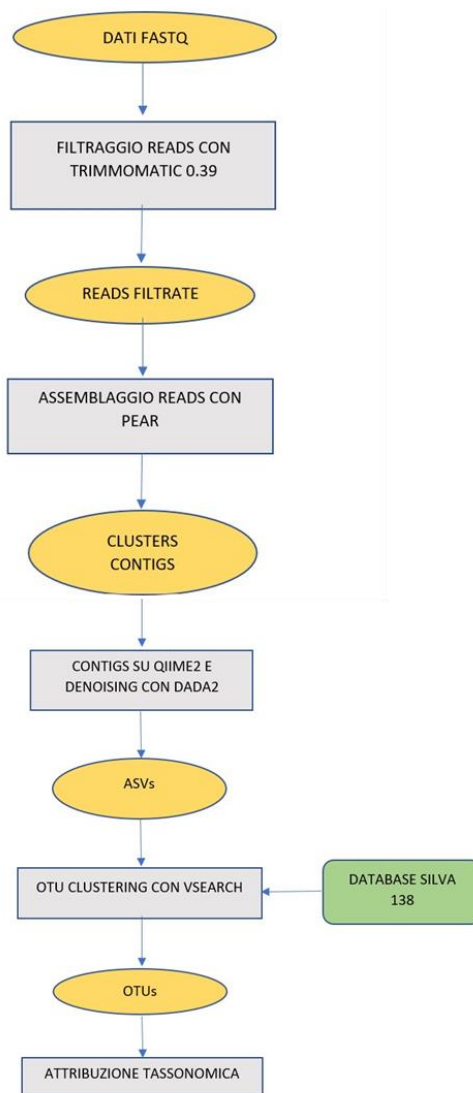 DATI FASTQ
FILTRAGGIO READS CON
TRIMMOMATIC 0.39
READS FILTRATE
ASSEMBLAGGIO READS CON
PEAR
CLUSTERS
CONTIGS
CONTIGS SU QIIME2 E
DENOISING CON DADA2
ASVs
OTU CLUSTERING CON VSEARCH
DATABASE SILVA
138
OTUs
ATTRIBUZIONE TASSONOMICA